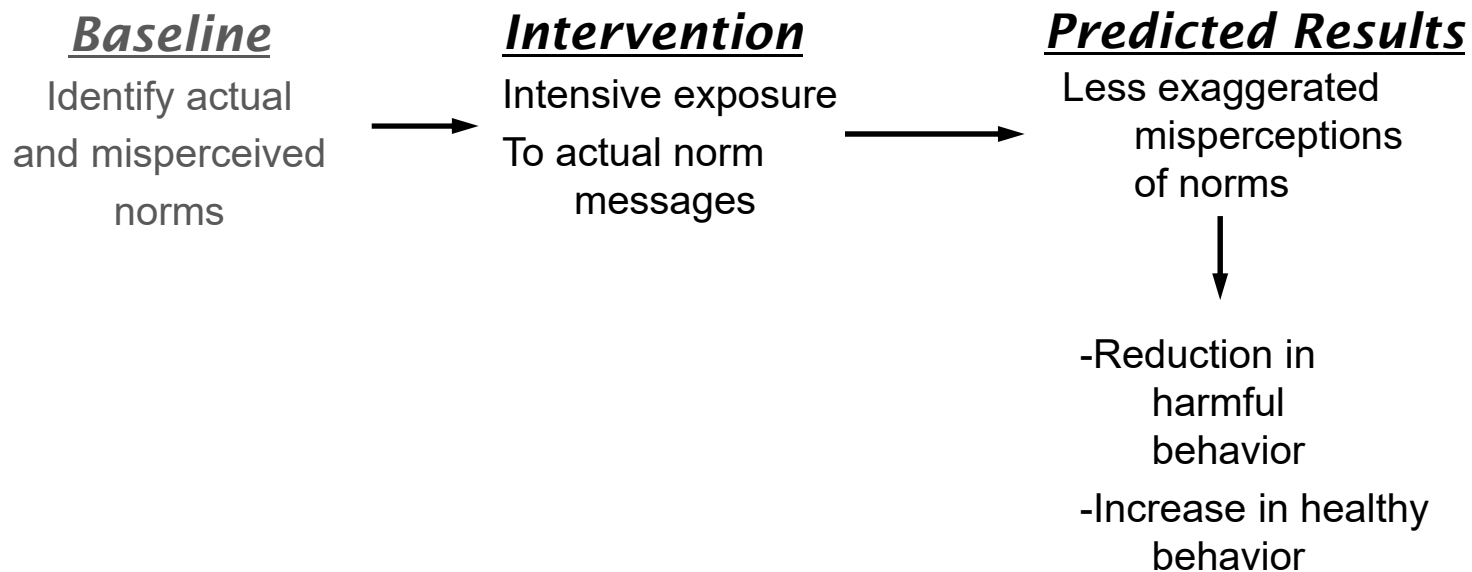 Baseline
Identify actual
and misperceived
norms
Intervention
Intensive exposure
To actual norm
messages
Predicted Results
Less exaggerated
misperceptions
of norms
-Reduction in
harmful
behavior
-Increase in healthy
behavior